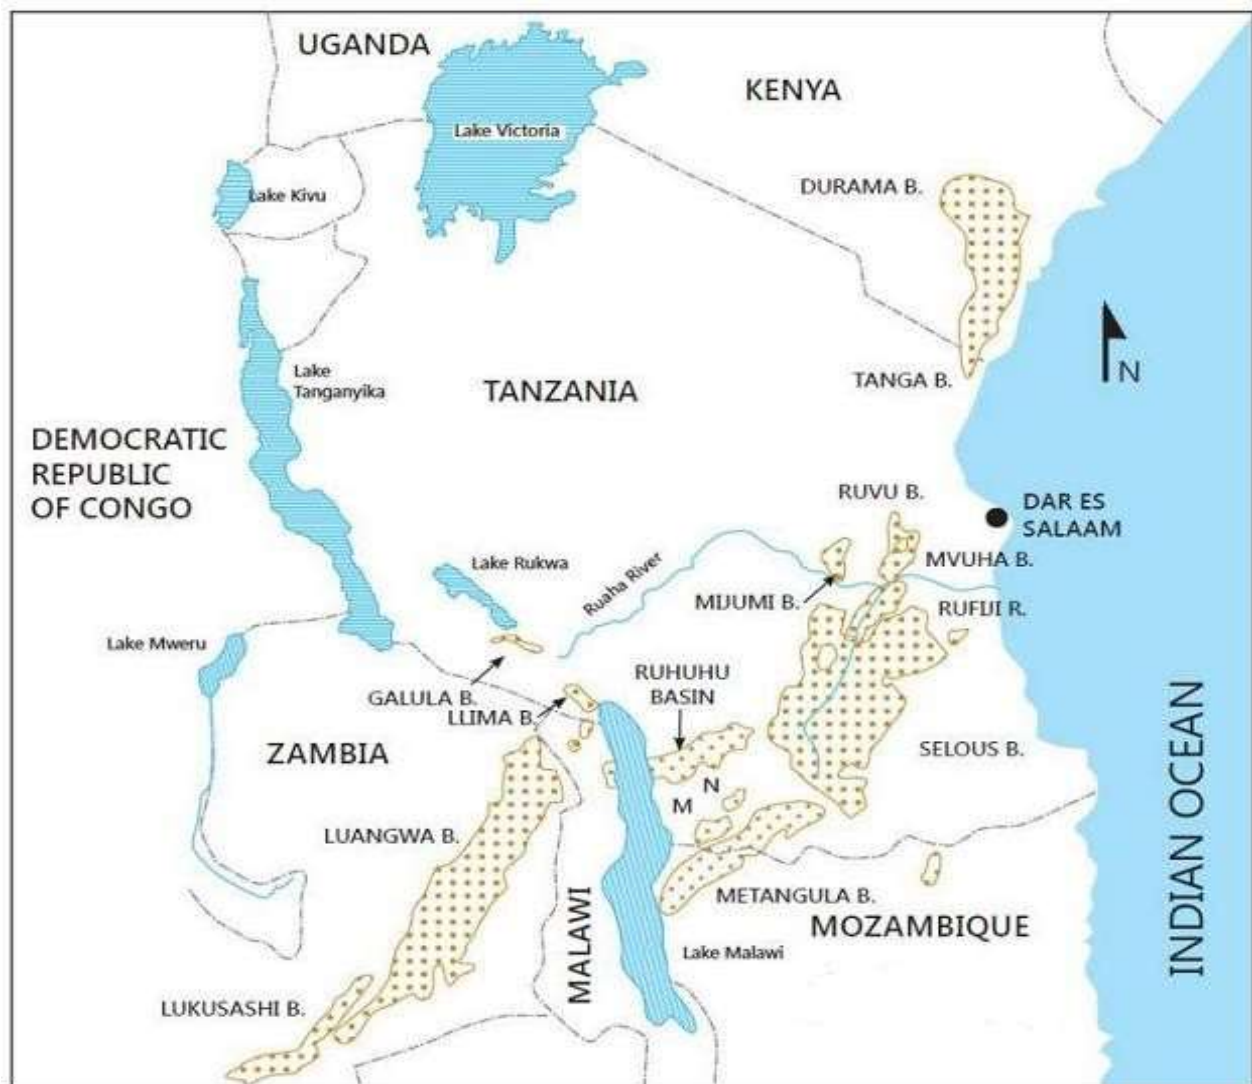 UGANDA
KENYA
Lake Victoria
DURAMA B.
Lake Kivu
N
Lake
Tanganyika
TANZANIA
TANGA B.
DEMOCRATIC
REPUBLIC
OF CONGO
RUVU B.
DAR ES
SALAAM
Lake Rukwa
Ruaha River
MVUHA B.
MIJUMI B.
RUFIJI R.
Lake Mweru
RUHUHU
BASIN
GALULA B.
LLIMA B.
ZAMBIA
SELOUS B.
INDIAN OCEAN
N
M
LUANGWA B.
METANGULA B.
MALAWI
MOZAMBIQUE
Lake Malawi
LUKUSASHI B.